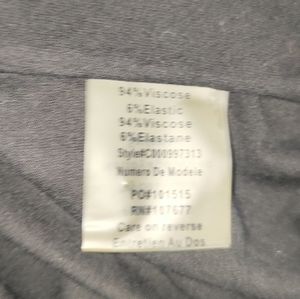 94%Viscose
6%Elastic
94%Viscose
6%Elastane
Style#C000997313
Numero De Modele
PO#101515
RN#107677
Care on reverse
Entretien Au Dos